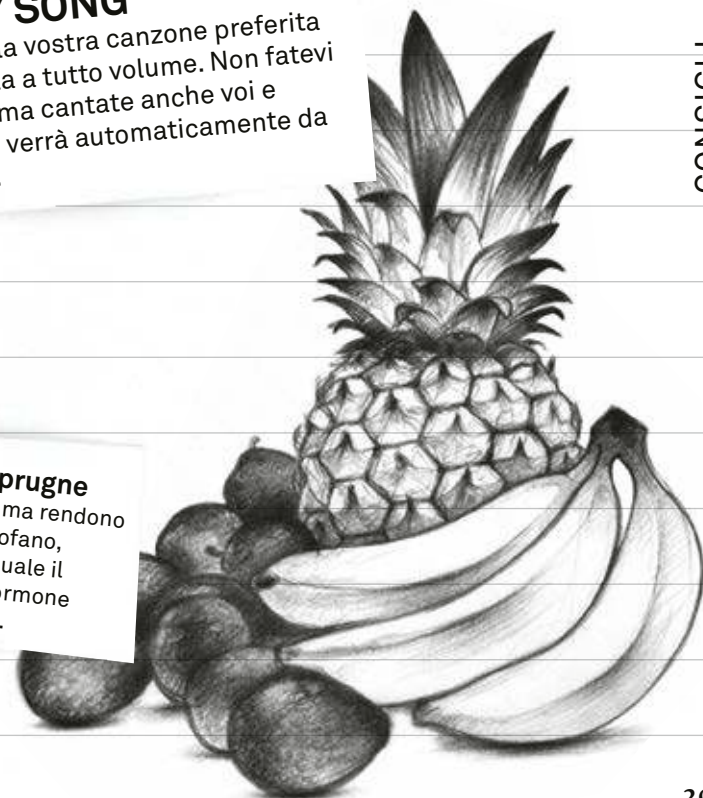 SONG
la vostra canzone preferita
a a tutto volume. Non fatevi
ma cantate anche voi e
verrà automaticamente da
prugne
ma rendono
ofano,
uale il
rmone
CONSIGLI